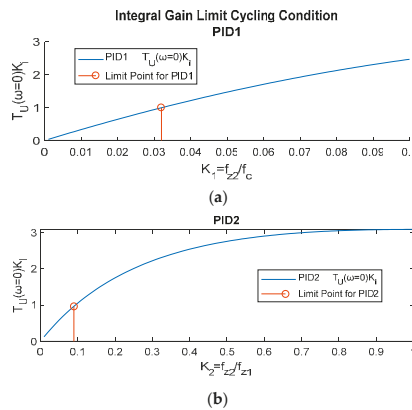 Integral Gain Limit Cycling Condition
PID1
T_U(ω=0)K_i
3
2
1
0
PID1 T_U(ω=0)K_i
Limit Point for PID1
0 0.01 0.02 0.03 0.04 0.05 0.06 0.07 0.08 0.09 0.
K_1=f_z2/f_c
(a)
PID2
T_U(ω=0)K_i
3
2
1
0
PID2 T_U(ω=0)K_i
Limit Point for PID2
0 0.1 0.2 0.3 0.4 0.5 0.6 0.7 0.8 0.9 1
K_2=f_z2/f_z1
(b)